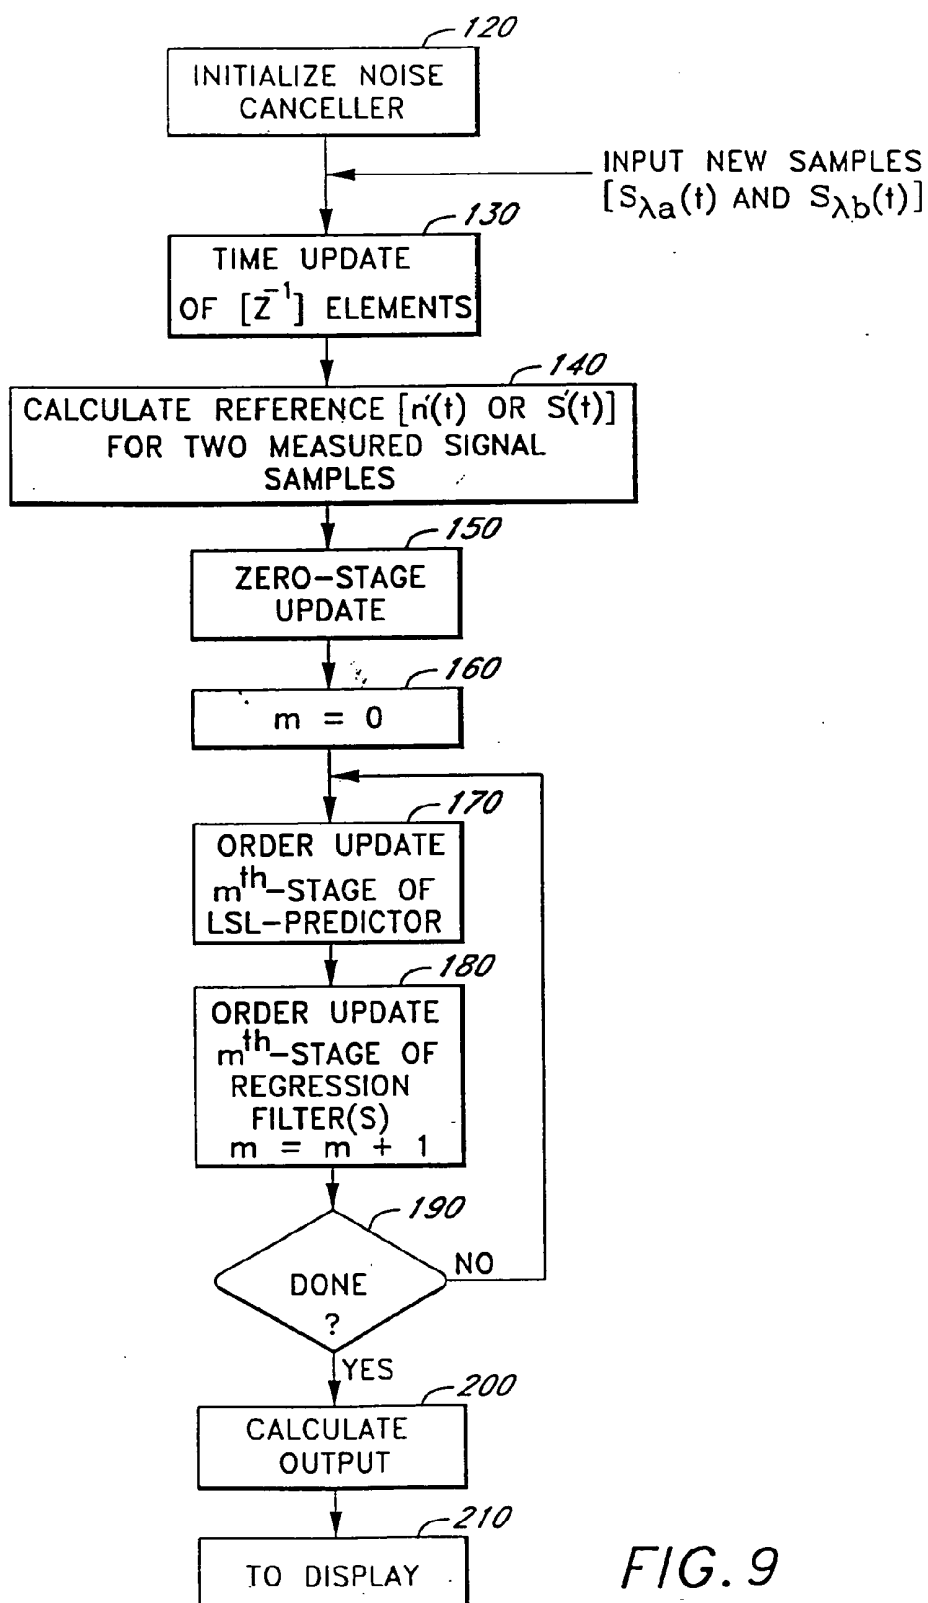 120
INITIALIZE NOISE
CANCELLER
INPUT NEW SAMPLES
[Sλa(t) AND Sλb(t)]
130
TIME UPDATE
OF [Z⁻¹] ELEMENTS
140
CALCULATE REFERENCE [n'(t) OR S'(t)]
FOR TWO MEASURED SIGNAL
SAMPLES
150
ZERO-STAGE
UPDATE
160
m = 0
170
ORDER UPDATE
mᵗʰ-STAGE OF
LSL-PREDICTOR
180
ORDER UPDATE
mᵗʰ-STAGE OF
REGRESSION
FILTER(S)
m = m + 1
190
NO
DONE
?
YES
200
CALCULATE
OUTPUT
210
TO DISPLAY
FIG. 9